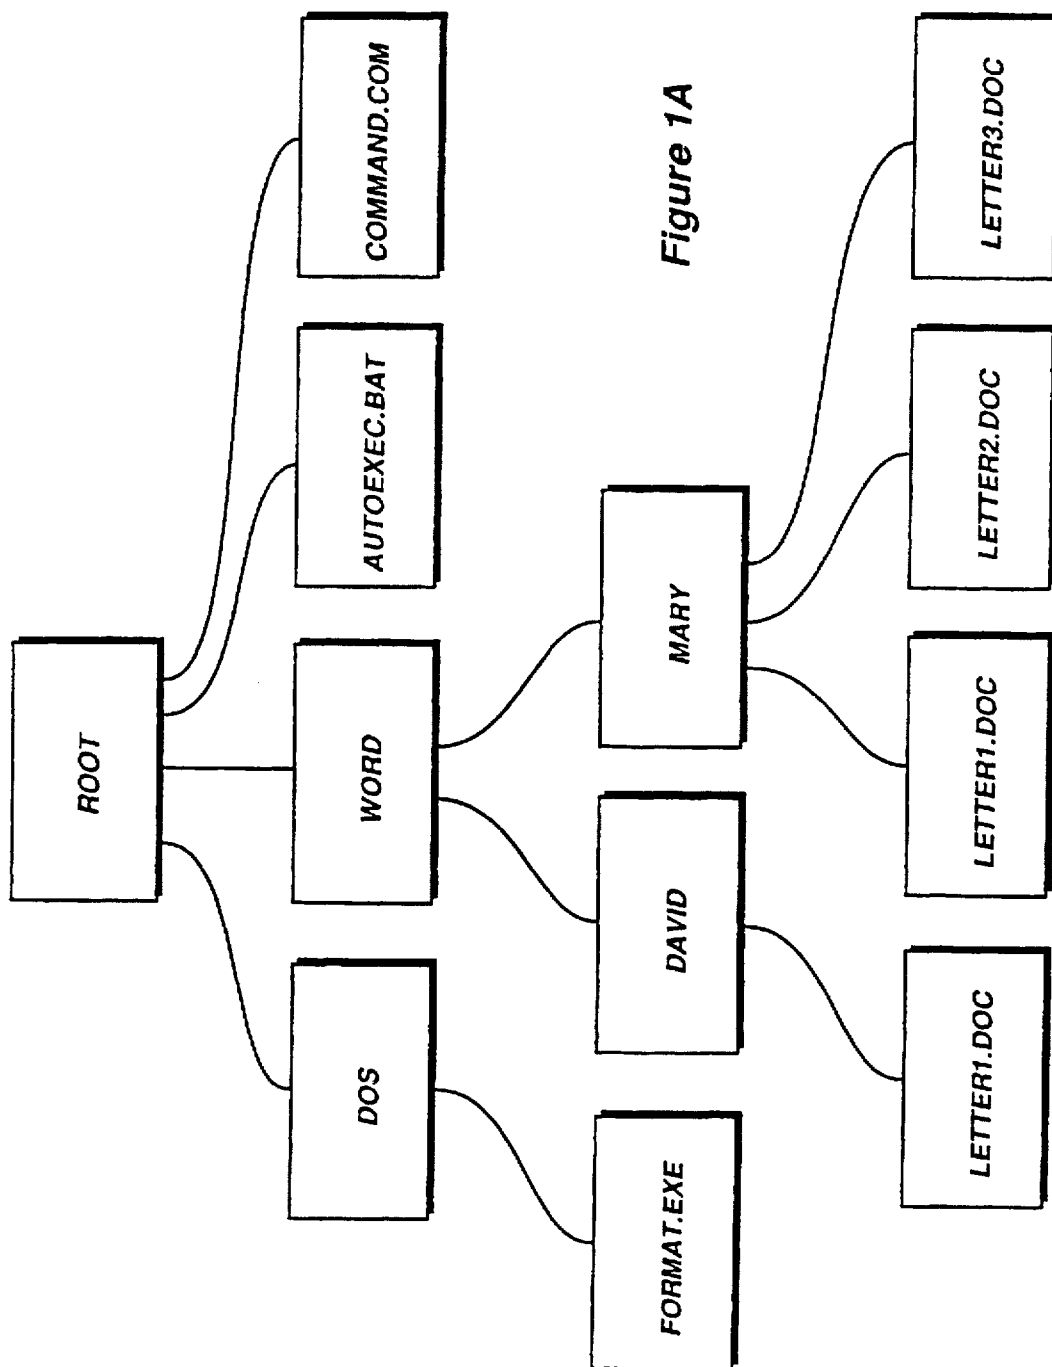 ROOT
DOS
WORD
AUTOEXEC.BAT
COMMAND.COM
FORMAT.EXE
DAVID
MARY
Figure 1A
LETTER1.DOC
LETTER1.DOC
LETTER2.DOC
LETTER3.DOC